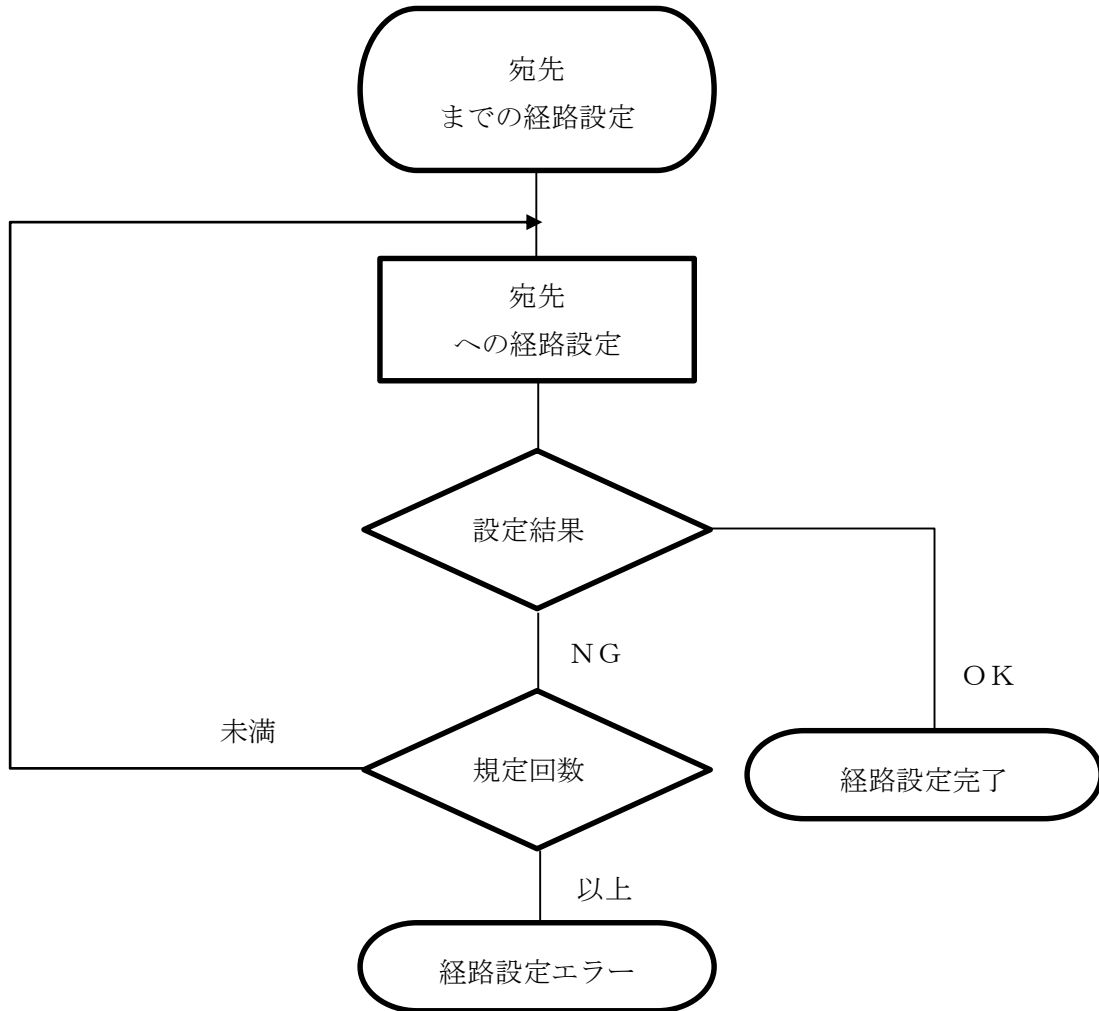 宛先
までの経路設定
宛先
への経路設定
設定結果
ＮＧ
ＯＫ
未満
規定回数
経路設定完了
以上
経路設定エラー